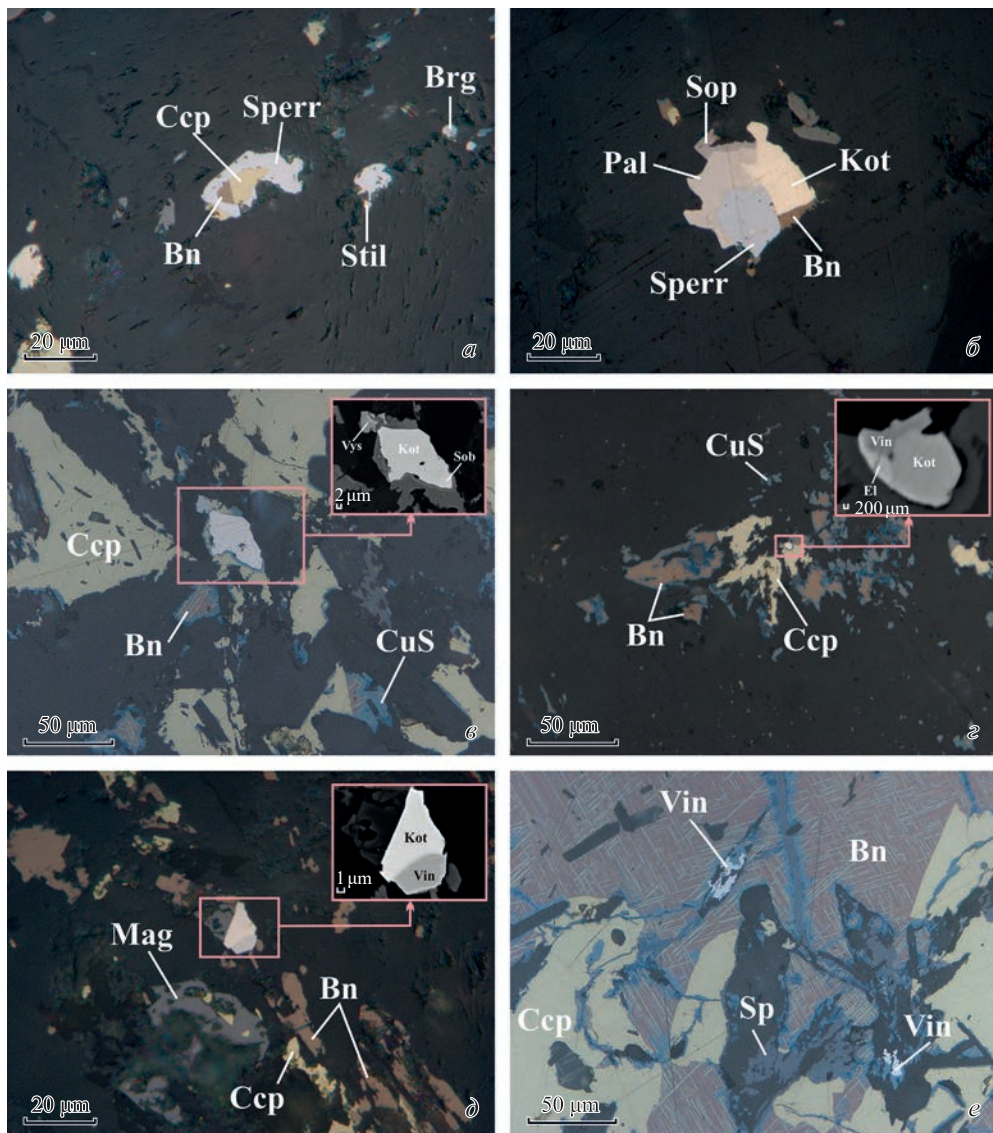 Brg
Ccp
Sperr
Bn
Stil
20 μm
а
Sop
Pal
Kot
Sperr
Bn
20 μm
б
Vys
Kot
Sob
2 μm
Ccp
Bn
CuS
50 μm
в
CuS
Vin
Kot
El
200 μm
Bn
Ccp
50 μm
г
Kot
Vin
1 μm
Mag
Bn
Ccp
20 μm
д
Vin
Bn
Ccp
Sp
Vin
50 μm
е